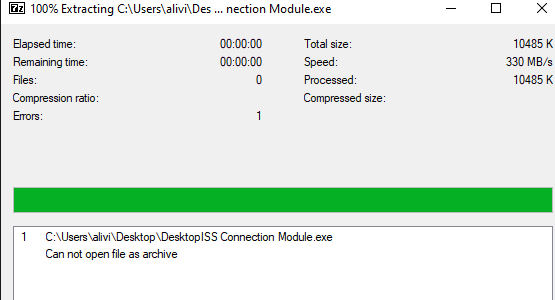 7z 100% Extracting C:\Users\alivi\Des ... nection Module.exe
Elapsed time: 00:00:00 Total size: 10485 K
Remaining time: 00:00:00 Speed: 330 MB/s
Files: 0 Processed: 10485 K
Compression ratio: Compressed size:
Errors: 1
1 C:\Users\alivi\Desktop\DesktopISS Connection Module.exe
Can not open file as archive